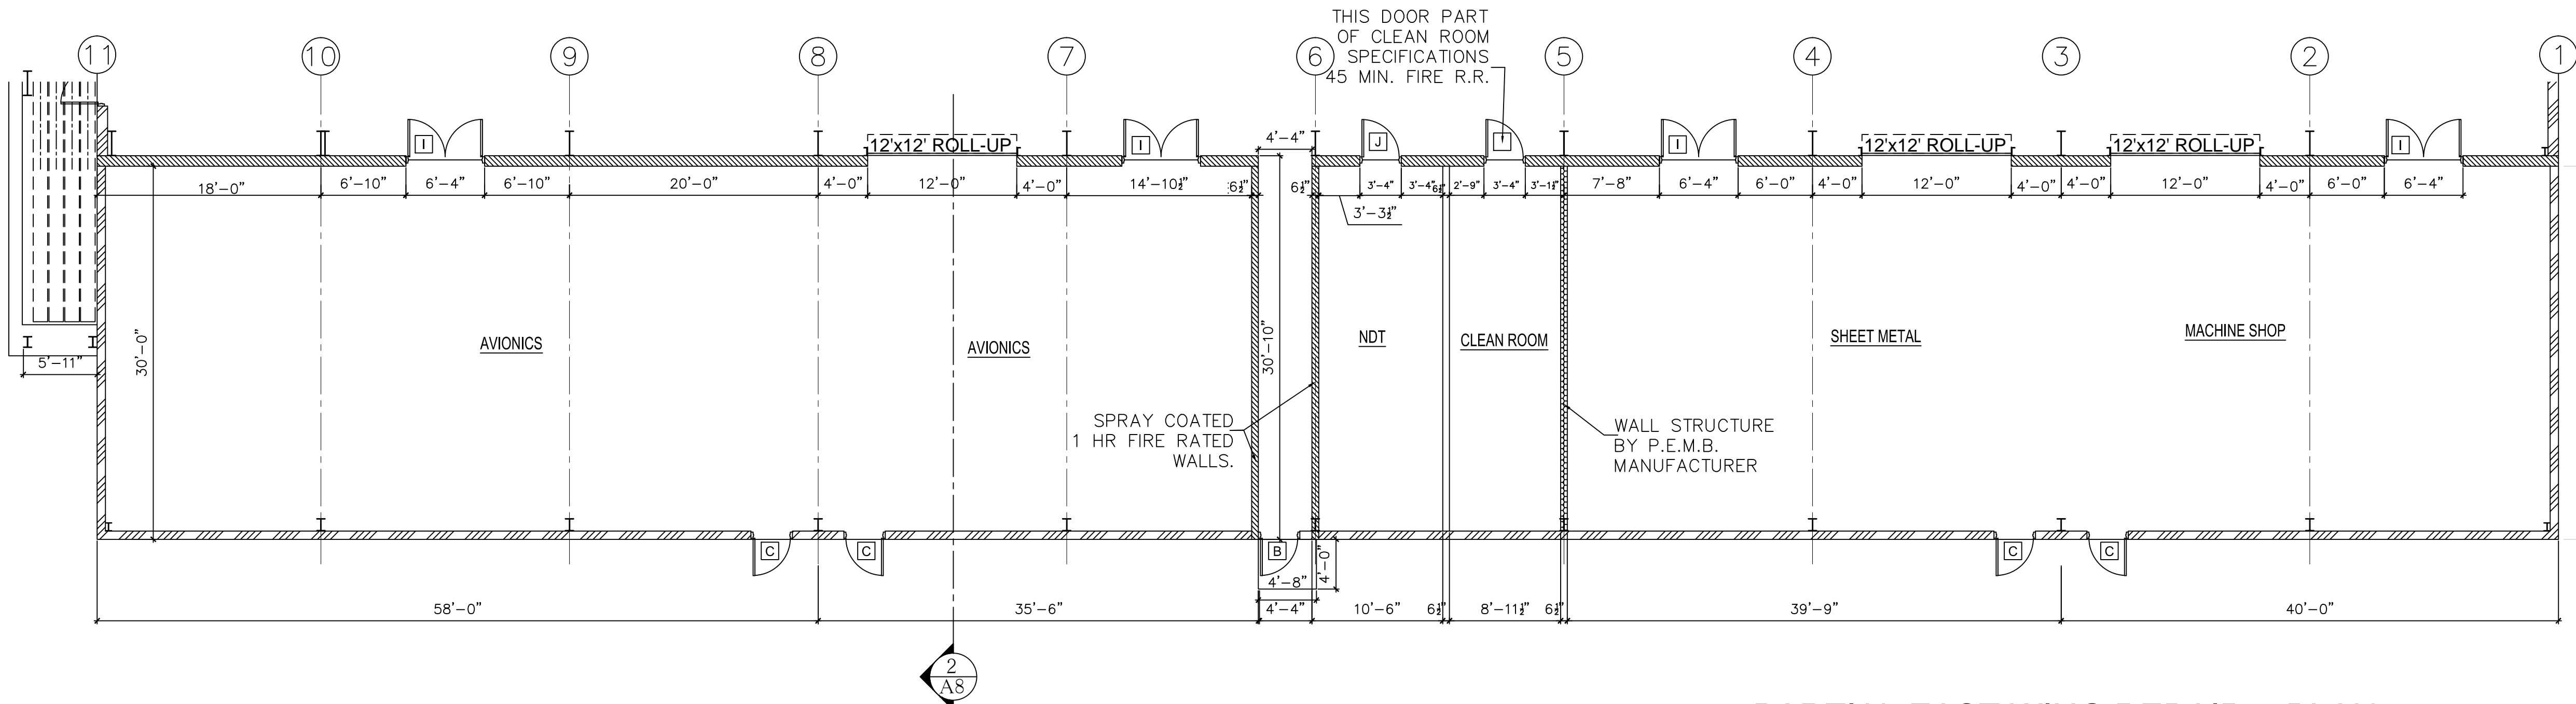 THIS DOOR PART
OF CLEAN ROOM
SPECIFICATIONS
45 MIN. FIRE R.R.
11 10 9 8 7 6 5 4 3 2 1
I I J I I
12'x12' ROLL-UP 12'x12' ROLL-UP 12'x12' ROLL-UP
4'-4"
18'-0" 6'-10" 6'-4" 6'-10" 20'-0" 4'-0" 12'-0" 4'-0" 14'-10½" 6½" 6½" 3'-4" 3'-4" 6½" 2'-9" 3'-4" 3'-1½" 7'-8" 6'-4" 6'-0" 4'-0" 12'-0" 4'-0" 4'-0" 12'-0" 4'-0" 6'-0" 6'-4"
3'-3½"
5'-11"
30'-0"
AVIONICS
AVIONICS
30'-10"
NDT
CLEAN ROOM
SHEET METAL
MACHINE SHOP
SPRAY COATED
1 HR FIRE RATED
WALLS.
WALL STRUCTURE
BY P.E.M.B.
MANUFACTURER
C C B C C
4'-0"
4'-8"
58'-0" 35'-6" 4'-4" 10'-6" 6½" 8'-11½" 6½" 39'-9" 40'-0"
2
A8